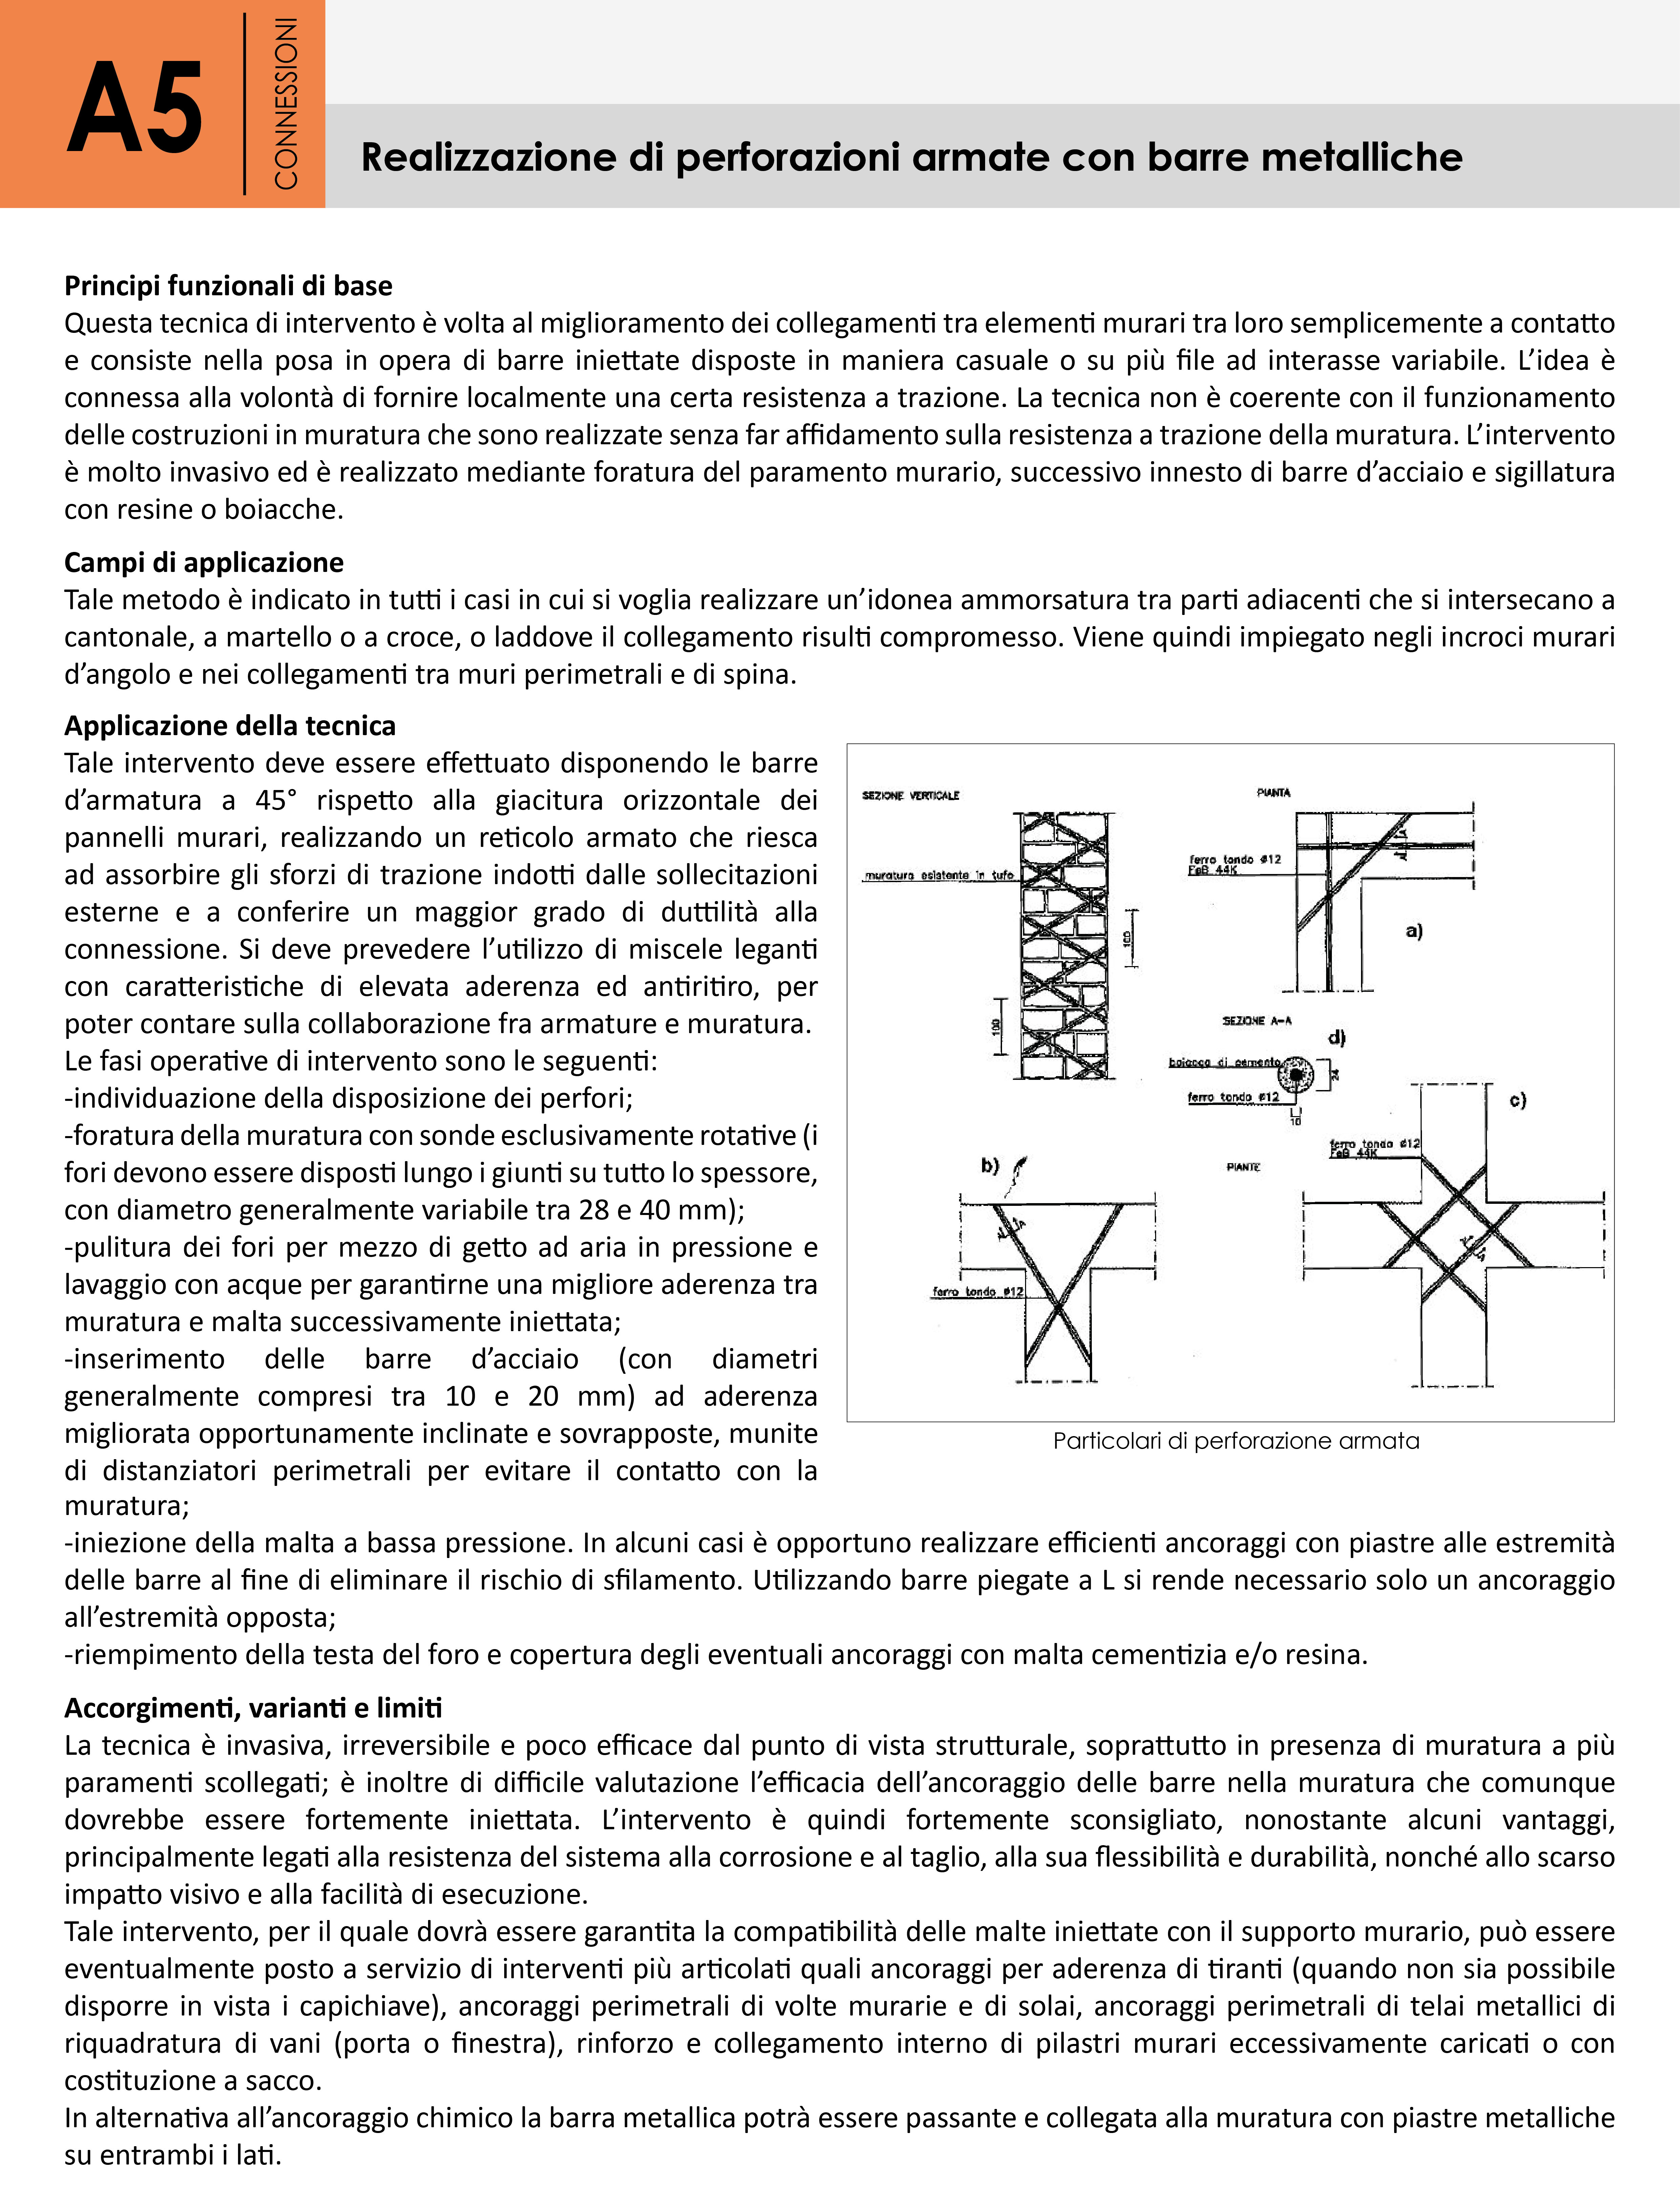 A5
CONNESSIONI
Realizzazione di perforazioni armate con barre metalliche
Principi funzionali di base
Questa tecnica di intervento è volta al miglioramento dei collegamenti tra elementi murari tra loro semplicemente a contatto
e consiste nella posa in opera di barre iniettate disposte in maniera casuale o su più file ad interasse variabile. L’idea è
connessa alla volontà di fornire localmente una certa resistenza a trazione. La tecnica non è coerente con il funzionamento
delle costruzioni in muratura che sono realizzate senza far affidamento sulla resistenza a trazione della muratura. L’intervento
è molto invasivo ed è realizzato mediante foratura del paramento murario, successivo innesto di barre d’acciaio e sigillatura
con resine o boiacche.
Campi di applicazione
Tale metodo è indicato in tutti i casi in cui si voglia realizzare un’idonea ammorsatura tra parti adiacenti che si intersecano a
cantonale, a martello o a croce, o laddove il collegamento risulti compromesso. Viene quindi impiegato negli incroci murari
d’angolo e nei collegamenti tra muri perimetrali e di spina.
Applicazione della tecnica
Tale intervento deve essere effettuato disponendo le barre
d’armatura a 45° rispetto alla giacitura orizzontale dei
pannelli murari, realizzando un reticolo armato che riesca
ad assorbire gli sforzi di trazione indotti dalle sollecitazioni
esterne e a conferire un maggior grado di duttilità alla
connessione. Si deve prevedere l’utilizzo di miscele leganti
con caratteristiche di elevata aderenza ed antiritiro, per
poter contare sulla collaborazione fra armature e muratura.
Le fasi operative di intervento sono le seguenti:
-individuazione della disposizione dei perfori;
-foratura della muratura con sonde esclusivamente rotative (i
fori devono essere disposti lungo i giunti su tutto lo spessore,
con diametro generalmente variabile tra 28 e 40 mm);
-pulitura dei fori per mezzo di getto ad aria in pressione e
lavaggio con acque per garantirne una migliore aderenza tra
muratura e malta successivamente iniettata;
-inserimento delle barre d’acciaio (con diametri
generalmente compresi tra 10 e 20 mm) ad aderenza
migliorata opportunamente inclinate e sovrapposte, munite
di distanziatori perimetrali per evitare il contatto con la
muratura;
-iniezione della malta a bassa pressione. In alcuni casi è opportuno realizzare efficienti ancoraggi con piastre alle estremità
delle barre al fine di eliminare il rischio di sfilamento. Utilizzando barre piegate a L si rende necessario solo un ancoraggio
all’estremità opposta;
-riempimento della testa del foro e copertura degli eventuali ancoraggi con malta cementizia e/o resina.
SEZIONE VERTICALE
muratura esistente in tufo
100
100
PIANTA
ferro tondo ø12
FeB 44K
A
A
a)
SEZIONE A-A
d)
boiacca di cemento
24
ferro tondo ø12
10
c)
ferro tondo ø12
FeB 44K
b)
PIANTE
ferro tondo ø12
Particolari di perforazione armata
Accorgimenti, varianti e limiti
La tecnica è invasiva, irreversibile e poco efficace dal punto di vista strutturale, soprattutto in presenza di muratura a più
paramenti scollegati; è inoltre di difficile valutazione l’efficacia dell’ancoraggio delle barre nella muratura che comunque
dovrebbe essere fortemente iniettata. L’intervento è quindi fortemente sconsigliato, nonostante alcuni vantaggi,
principalmente legati alla resistenza del sistema alla corrosione e al taglio, alla sua flessibilità e durabilità, nonché allo scarso
impatto visivo e alla facilità di esecuzione.
Tale intervento, per il quale dovrà essere garantita la compatibilità delle malte iniettate con il supporto murario, può essere
eventualmente posto a servizio di interventi più articolati quali ancoraggi per aderenza di tiranti (quando non sia possibile
disporre in vista i capichiave), ancoraggi perimetrali di volte murarie e di solai, ancoraggi perimetrali di telai metallici di
riquadratura di vani (porta o finestra), rinforzo e collegamento interno di pilastri murari eccessivamente caricati o con
costituzione a sacco.
In alternativa all’ancoraggio chimico la barra metallica potrà essere passante e collegata alla muratura con piastre metalliche
su entrambi i lati.